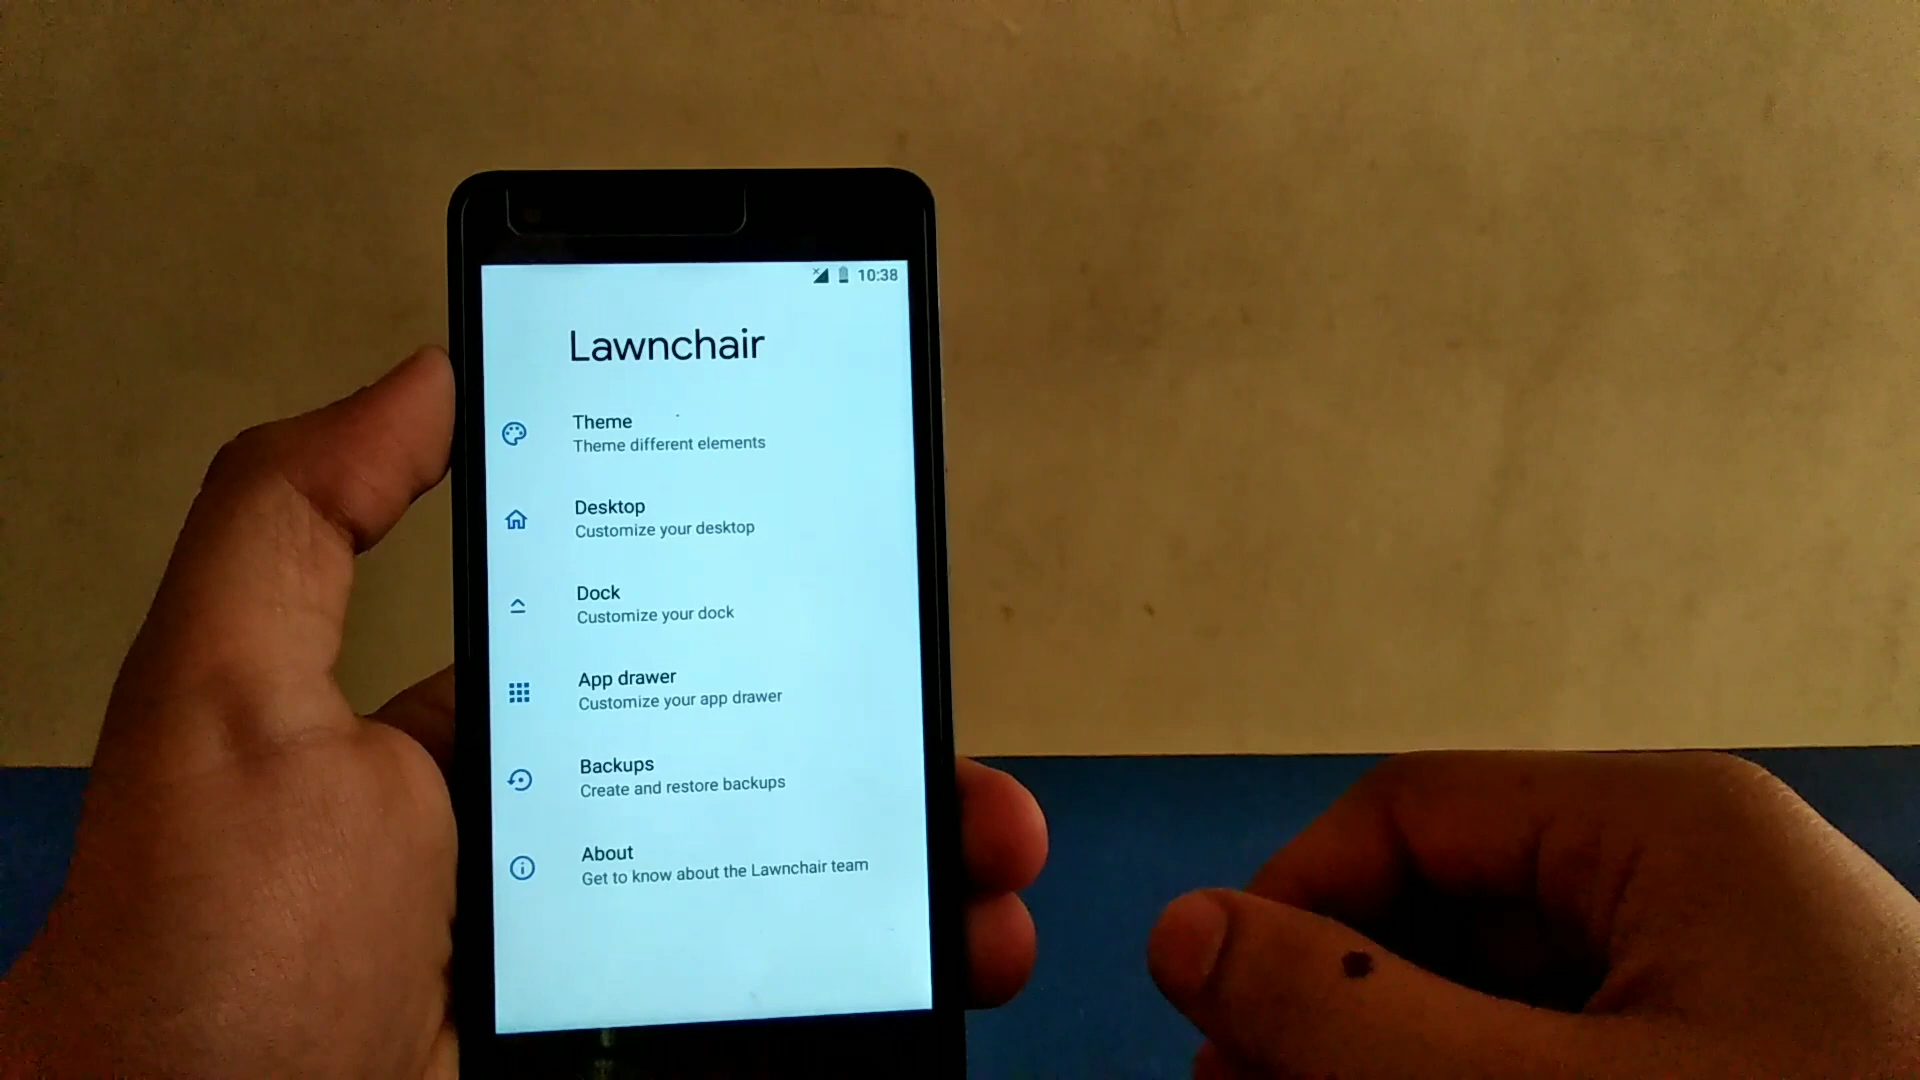 10:38
Lawnchair
Theme
Theme different elements
Desktop
Customize your desktop
Dock
Customize your dock
App drawer
Customize your app drawer
Backups
Create and restore backups
About
Get to know about the Lawnchair team